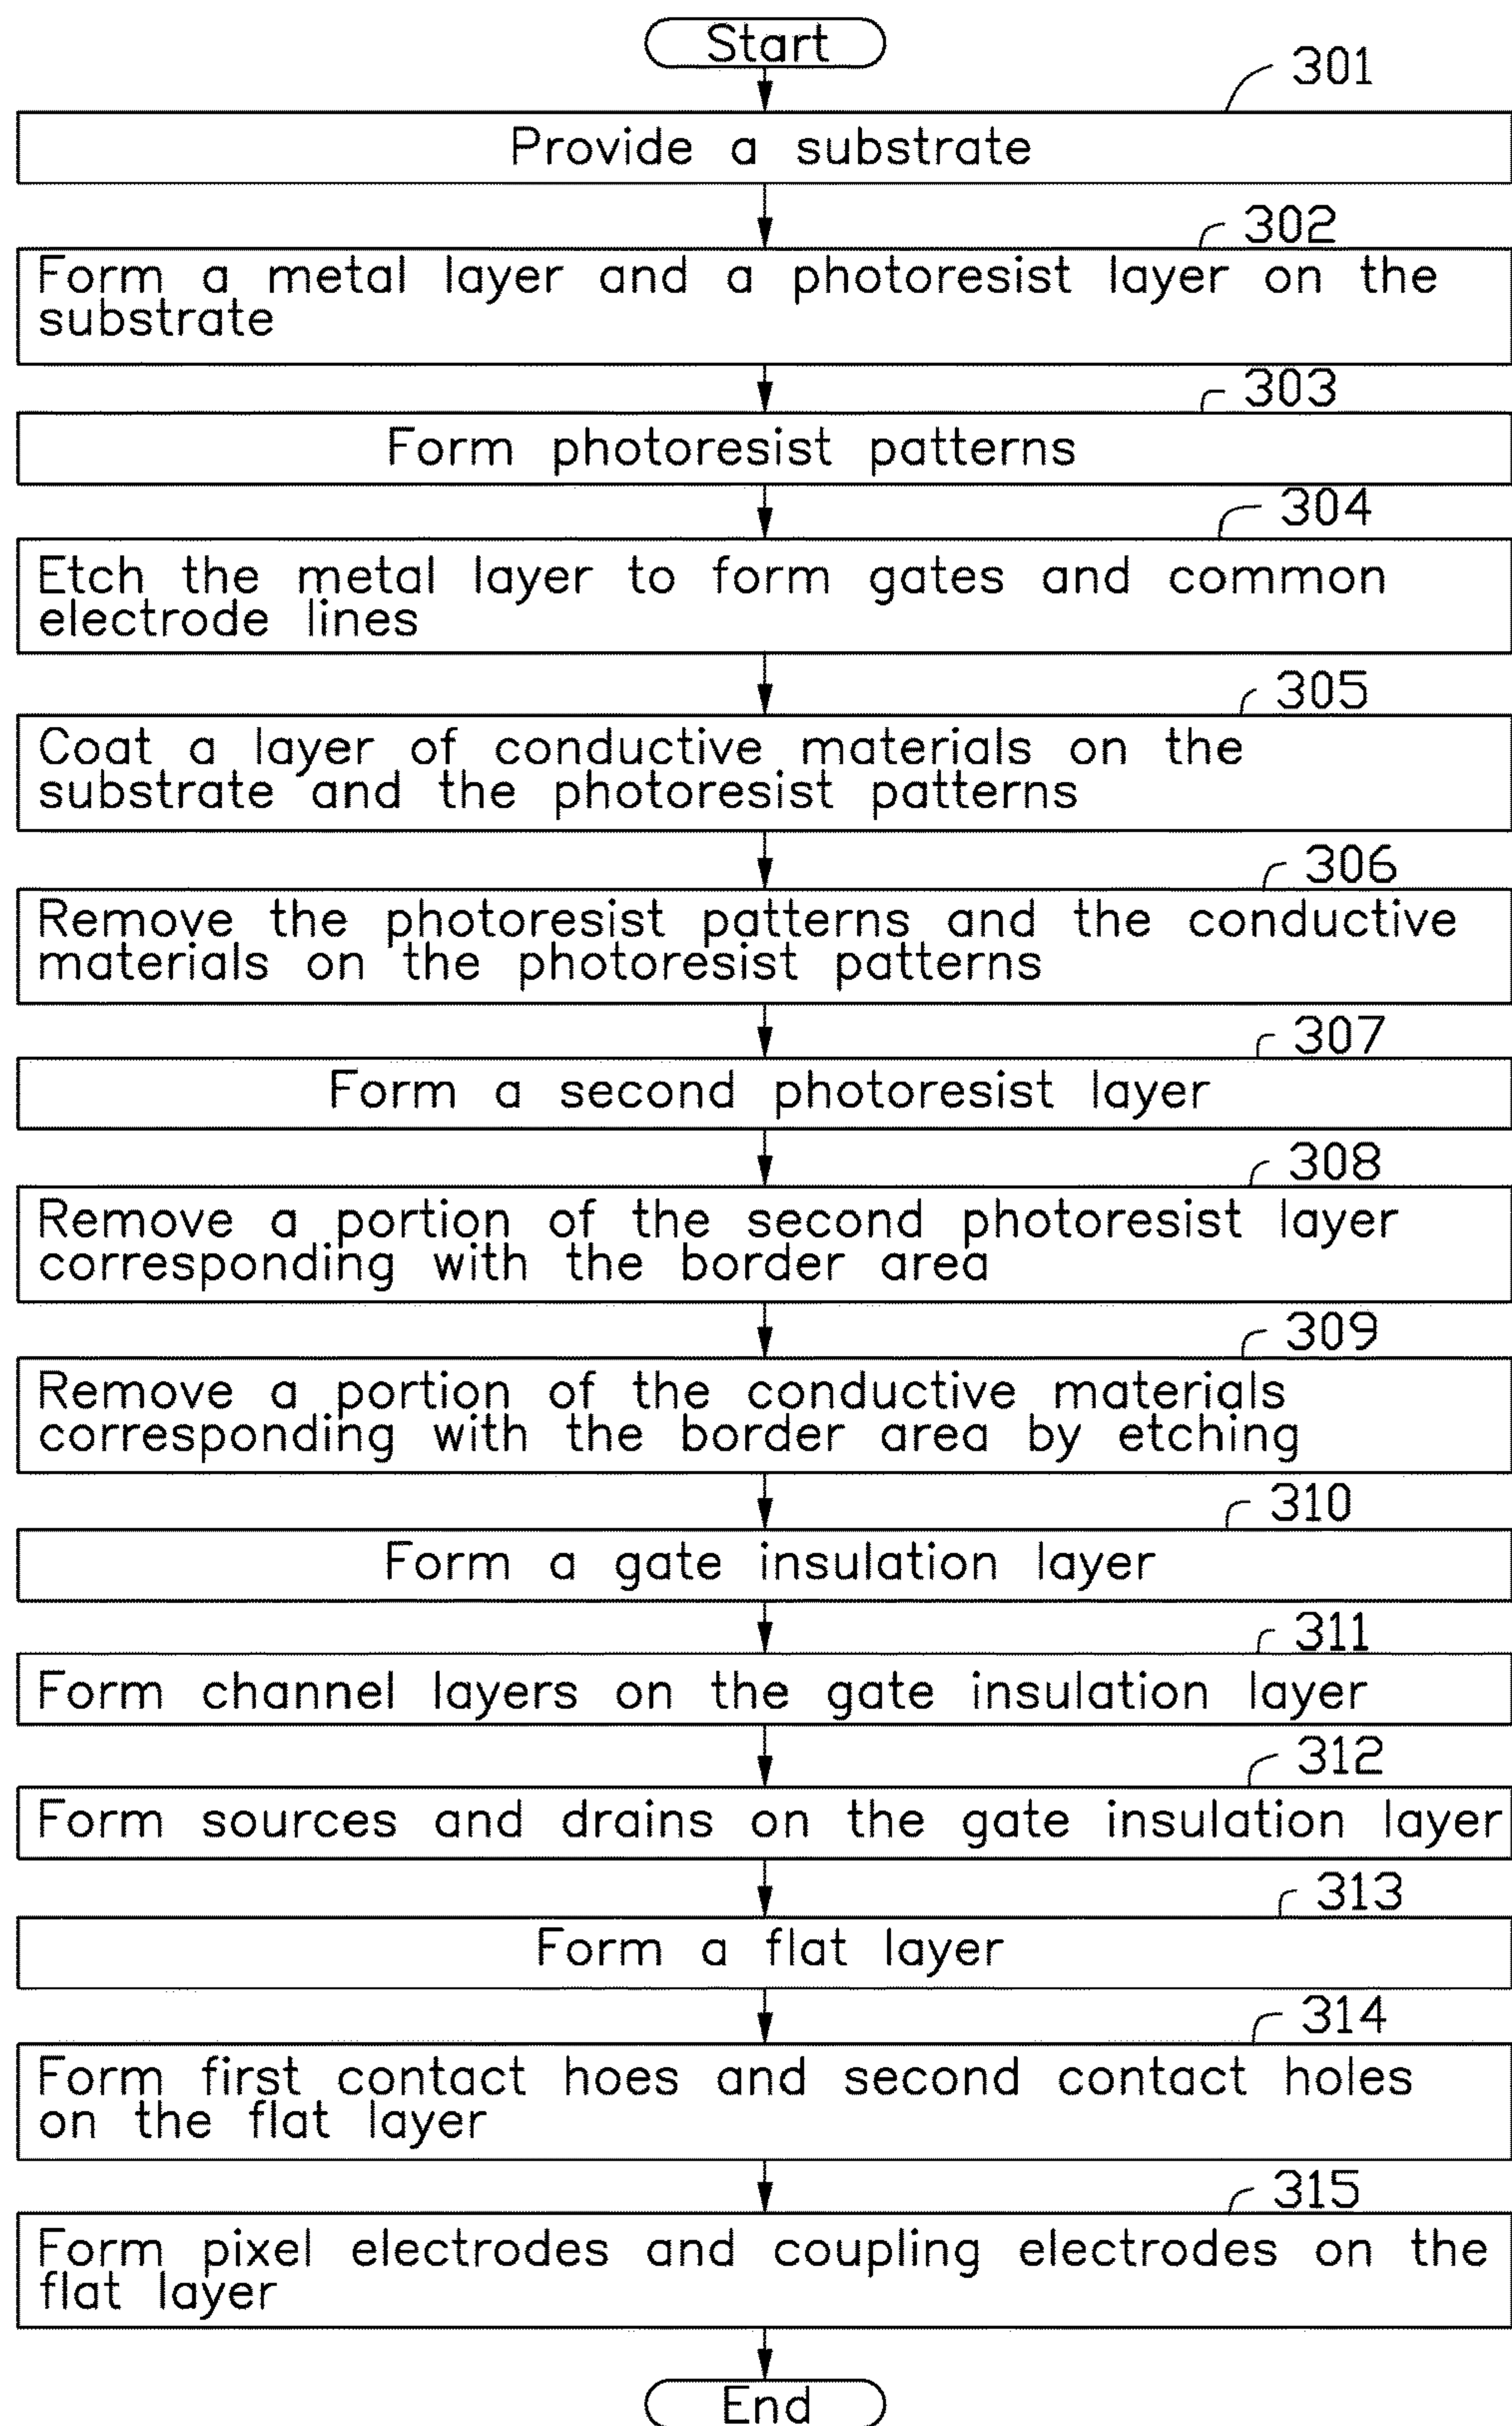 Start
301
Provide a substrate
302
Form a metal layer and a photoresist layer on the
substrate
303
Form photoresist patterns
304
Etch the metal layer to form gates and common
electrode lines
305
Coat a layer of conductive materials on the
substrate and the photoresist patterns
306
Remove the photoresist patterns and the conductive
materials on the photoresist patterns
307
Form a second photoresist layer
308
Remove a portion of the second photoresist layer
corresponding with the border area
309
Remove a portion of the conductive materials
corresponding with the border area by etching
310
Form a gate insulation layer
311
Form channel layers on the gate insulation layer
312
Form sources and drains on the gate insulation layer
313
Form a flat layer
314
Form first contact hoes and second contact holes
on the flat layer
315
Form pixel electrodes and coupling electrodes on the
flat layer
End